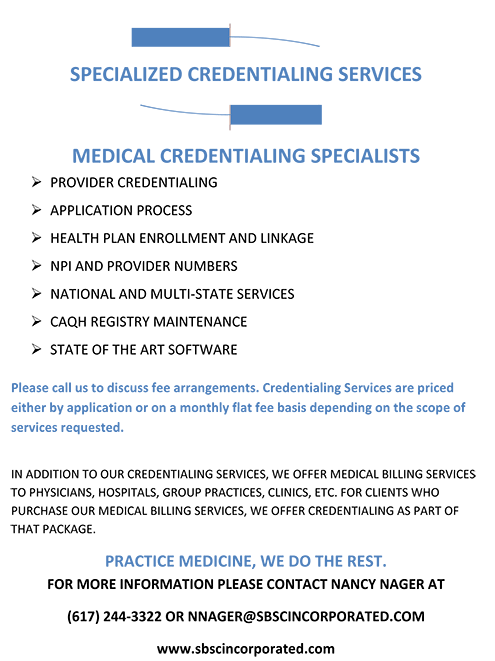 SPECIALIZED CREDENTIALING SERVICES
MEDICAL CREDENTIALING SPECIALISTS
PROVIDER CREDENTIALING
APPLICATION PROCESS
HEALTH PLAN ENROLLMENT AND LINKAGE
NPI AND PROVIDER NUMBERS
NATIONAL AND MULTI-STATE SERVICES
CAQH REGISTRY MAINTENANCE
STATE OF THE ART SOFTWARE
Please call us to discuss fee arrangements. Credentialing Services are priced
either by application or on a monthly flat fee basis depending on the scope of
services requested.
IN ADDITION TO OUR CREDENTIALING SERVICES, WE OFFER MEDICAL BILLING SERVICES
TO PHYSICIANS, HOSPITALS, GROUP PRACTICES, CLINICS, ETC. FOR CLIENTS WHO
PURCHASE OUR MEDICAL BILLING SERVICES, WE OFFER CREDENTIALING AS PART OF
THAT PACKAGE.
PRACTICE MEDICINE, WE DO THE REST.
FOR MORE INFORMATION PLEASE CONTACT NANCY NAGER AT
(617) 244-3322 OR NNAGER@SBSCINCORPORATED.COM
www.sbscincorporated.com